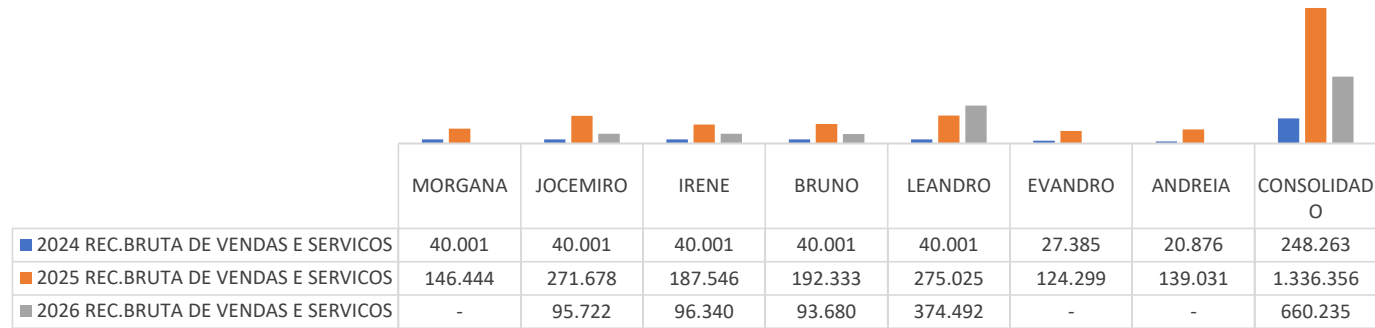 MORGANA JOCEMIRO IRENE BRUNO LEANDRO EVANDRO ANDREIA CONSOLIDAD
O
2024 REC.BRUTA DE VENDAS E SERVICOS 40.001 40.001 40.001 40.001 40.001 27.385 20.876 248.263
2025 REC.BRUTA DE VENDAS E SERVICOS 146.444 271.678 187.546 192.333 275.025 124.299 139.031 1.336.356
2026 REC.BRUTA DE VENDAS E SERVICOS - 95.722 96.340 93.680 374.492 - - 660.235